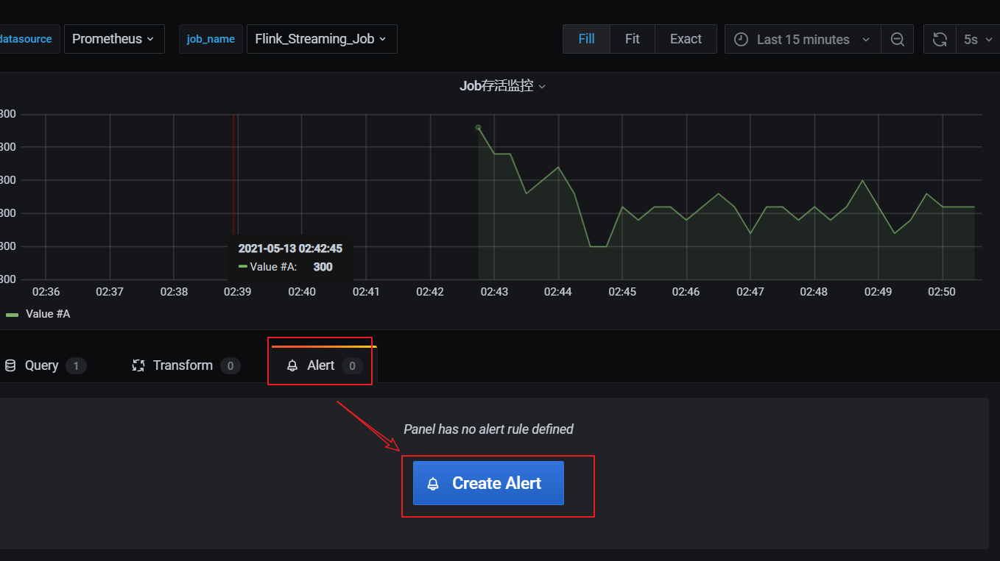 datasource Prometheus job_name Flink_Streaming_Job Fill Fit Exact Last 15 minutes 5s
Job存活监控
300
300
300
300
300
300
2021-05-13 02:42:45
Value #A: 300
02:36 02:37 02:38 02:39 02:40 02:41 02:42 02:43 02:44 02:45 02:46 02:47 02:48 02:49 02:50
Value #A
Query 1 Transform 0 Alert 0
Panel has no alert rule defined
Create Alert